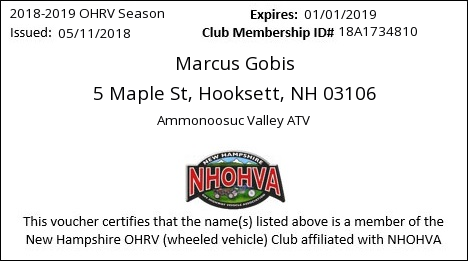 2018-2019 OHRV Season Expires: 01/01/2019
Issued: 05/11/2018 Club Membership ID# 18A1734810
Marcus Gobis
5 Maple St, Hooksett, NH 03106
Ammonoosuc Valley ATV
NEW HAMPSHIRE
NHOHVA
This voucher certifies that the name(s) listed above is a member of the
New Hampshire OHRV (wheeled vehicle) Club affiliated with NHOHVA